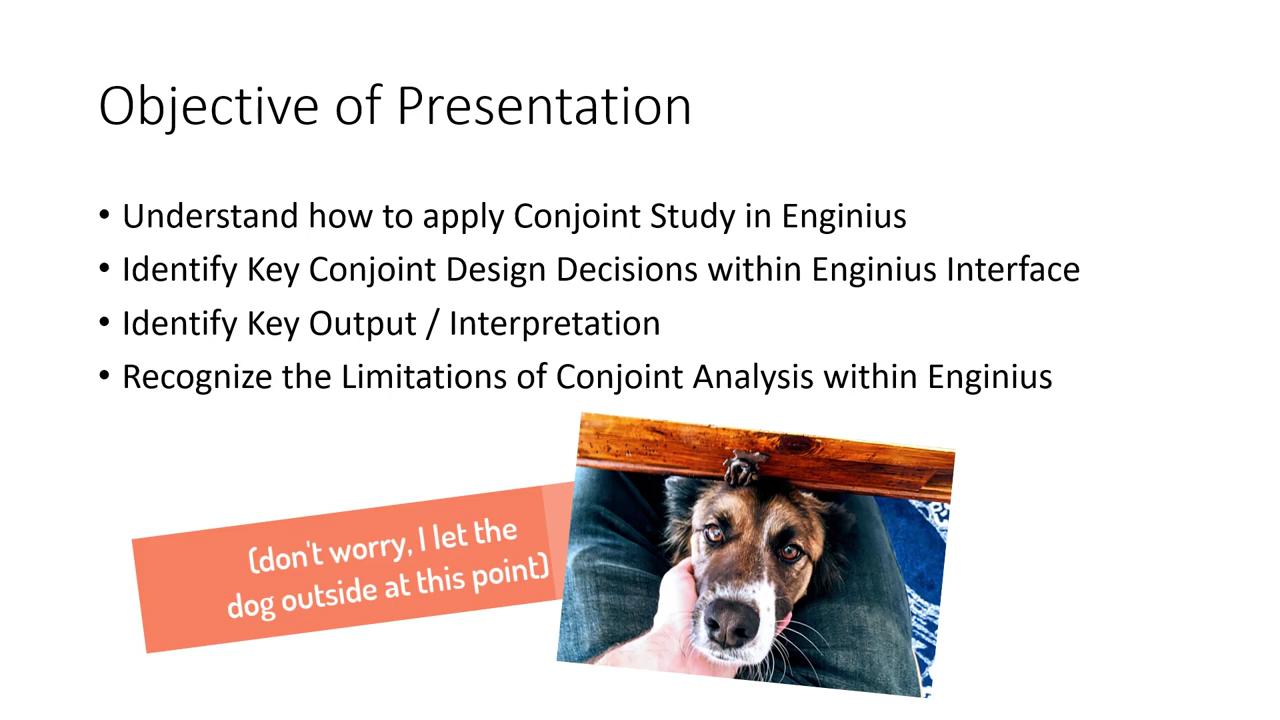 Objective of Presentation
• Understand how to apply Conjoint Study in Enginius
• Identify Key Conjoint Design Decisions within Enginius Interface
• Identify Key Output / Interpretation
• Recognize the Limitations of Conjoint Analysis within Enginius
(don't worry, I let the
dog outside at this point)